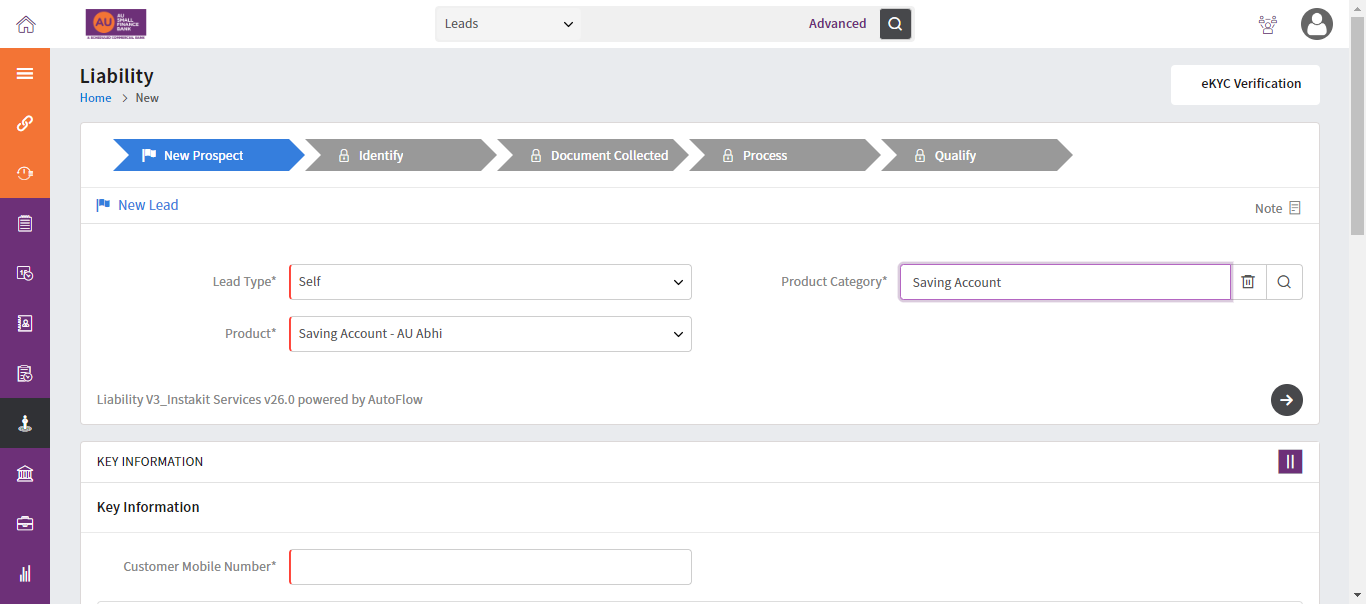 AU
AU
SMALL
FINANCE
BANK
A SCHEDULED COMMERCIAL BANK
Leads
Advanced
Liability
Home > New
eKYC Verification
New Prospect
Identify
Document Collected
Process
Qualify
New Lead
Note
Lead Type*
Self
Product Category*
Saving Account
Product*
Saving Account - AU Abhi
Liability V3_Instakit Services v26.0 powered by AutoFlow
KEY INFORMATION
Key Information
Customer Mobile Number*